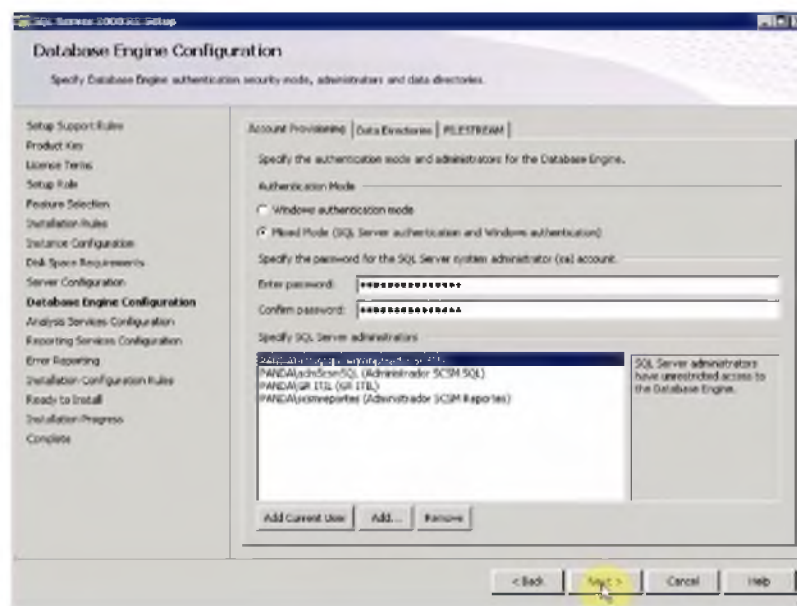 SQL Server 2008 R2 Setup
Database Engine Configuration
Specify Database Engine authentication security mode, administrators and data directories.
Setup Support Rules
Product Key
License Terms
Setup Role
Feature Selection
Installation Rules
Instance Configuration
Disk Space Requirements
Server Configuration
Database Engine Configuration
Analysis Services Configuration
Reporting Services Configuration
Error Reporting
Installation Configuration Rules
Ready to Install
Installation Progress
Complete
Account Provisioning
Data Directories
FILESTREAM
Specify the authentication mode and administrators for the Database Engine.
Authentication Mode
Windows authentication mode
Mixed Mode (SQL Server authentication and Windows authentication)
Specify the password for the SQL Server system administrator (sa) account.
Enter password:
Confirm password:
Specify SQL Server administrators
PANDA\admScsmSQL (Administrador SCSM SQL)
PANDA\GR ITIL (GR ITIL)
PANDA\scsmreportes (Administrador SCSM Reportes)
SQL Server administrators
have unrestricted access to
the Database Engine.
Add Current User
Add...
Remove
< Back
Next >
Cancel
Help